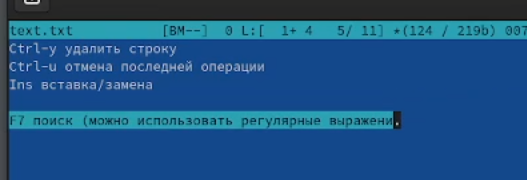 text.txt [BM--] 0 L:[ 1+ 4 5/ 11] *(124 / 219b) 007
Ctrl-y удалить строку
Ctrl-u отмена последней операции
Ins вставка/замена
F7 поиск (можно использовать регулярные выражени.